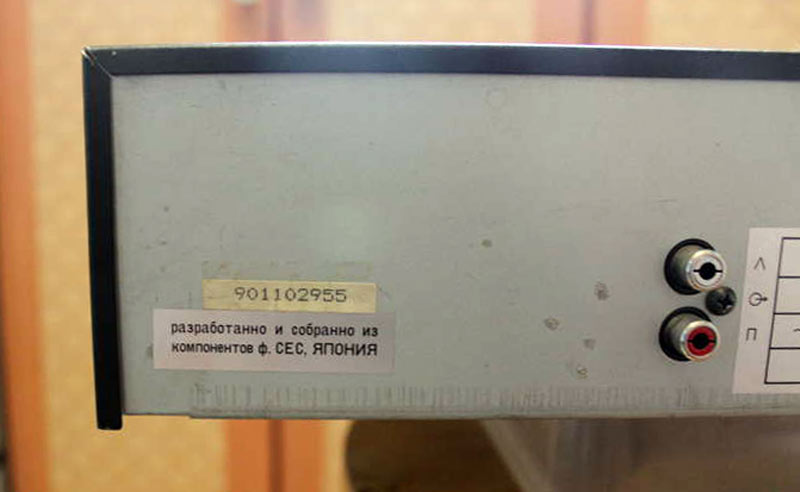 901102955
разработанно и собранно из
компонентов ф. СЕС, ЯПОНИЯ
Л
П